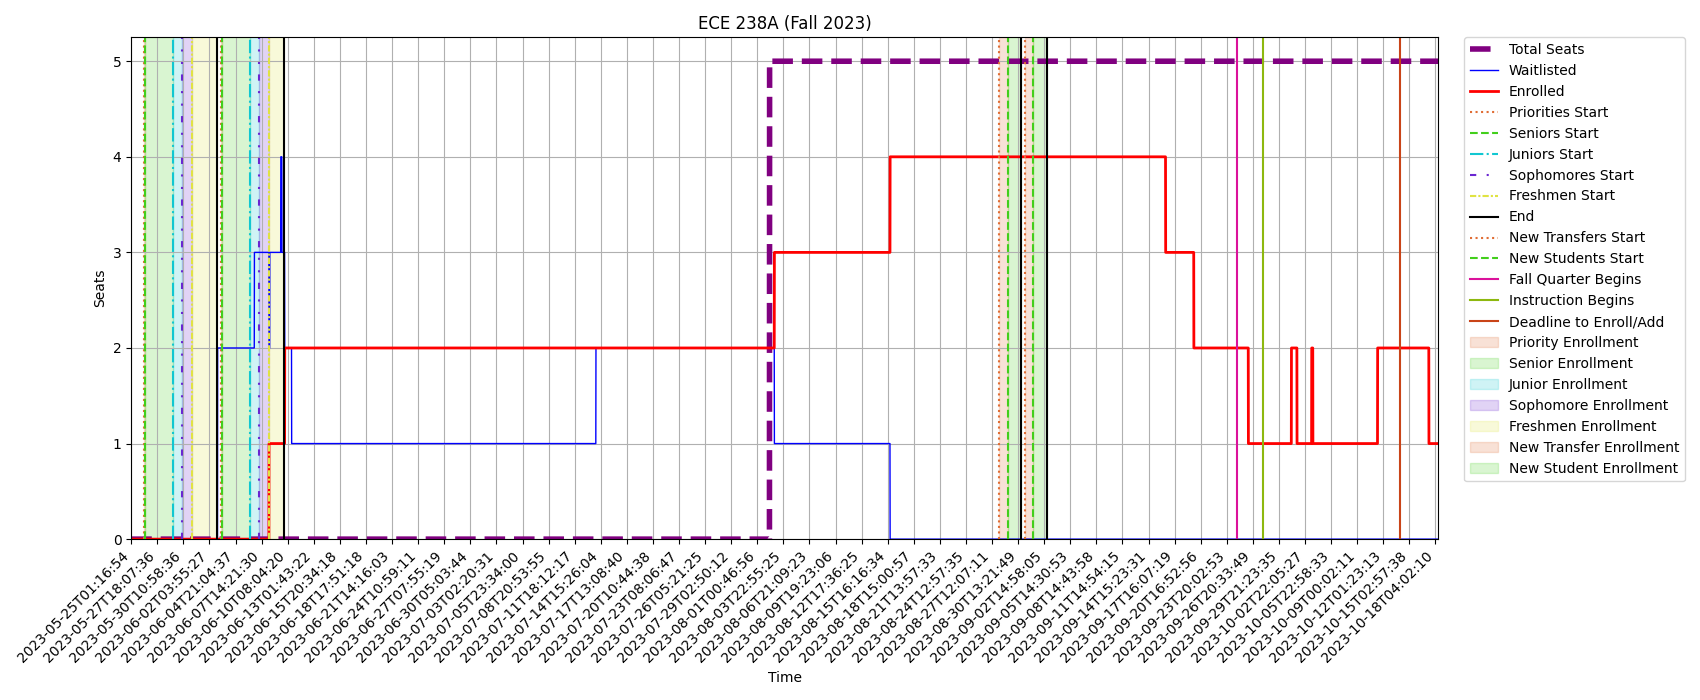 ECE 238A (Fall 2023)
Seats
5
4
3
2
1
0
2023-05-25T01:16:54
2023-05-27T18:07:36
2023-05-30T10:58:36
2023-06-02T03:55:27
2023-06-04T21:04:37
2023-06-07T14:21:30
2023-06-10T08:04:20
2023-06-13T01:43:22
2023-06-15T20:34:18
2023-06-18T17:51:18
2023-06-21T14:16:03
2023-06-24T10:59:11
2023-06-27T07:55:19
2023-06-30T05:03:44
2023-07-03T02:20:31
2023-07-05T23:34:00
2023-07-08T20:53:55
2023-07-11T18:12:17
2023-07-14T15:26:04
2023-07-17T13:08:40
2023-07-20T10:44:38
2023-07-23T08:06:47
2023-07-26T05:21:25
2023-07-29T02:50:12
2023-08-01T00:46:56
2023-08-03T22:55:25
2023-08-06T21:09:23
2023-08-09T19:23:06
2023-08-12T17:36:25
2023-08-15T16:16:34
2023-08-18T15:00:57
2023-08-21T13:57:33
2023-08-24T12:57:35
2023-08-27T12:07:11
2023-08-30T13:21:49
2023-09-02T14:58:05
2023-09-05T14:30:53
2023-09-08T14:43:58
2023-09-11T14:54:15
2023-09-14T15:23:31
2023-09-17T16:07:19
2023-09-20T16:52:56
2023-09-23T20:02:53
2023-09-26T20:33:49
2023-09-29T21:23:35
2023-10-02T22:05:27
2023-10-05T22:58:33
2023-10-09T00:02:11
2023-10-12T01:23:13
2023-10-15T02:57:38
2023-10-18T04:02:10
Time
Total Seats
Waitlisted
Enrolled
Priorities Start
Seniors Start
Juniors Start
Sophomores Start
Freshmen Start
End
New Transfers Start
New Students Start
Fall Quarter Begins
Instruction Begins
Deadline to Enroll/Add
Priority Enrollment
Senior Enrollment
Junior Enrollment
Sophomore Enrollment
Freshmen Enrollment
New Transfer Enrollment
New Student Enrollment